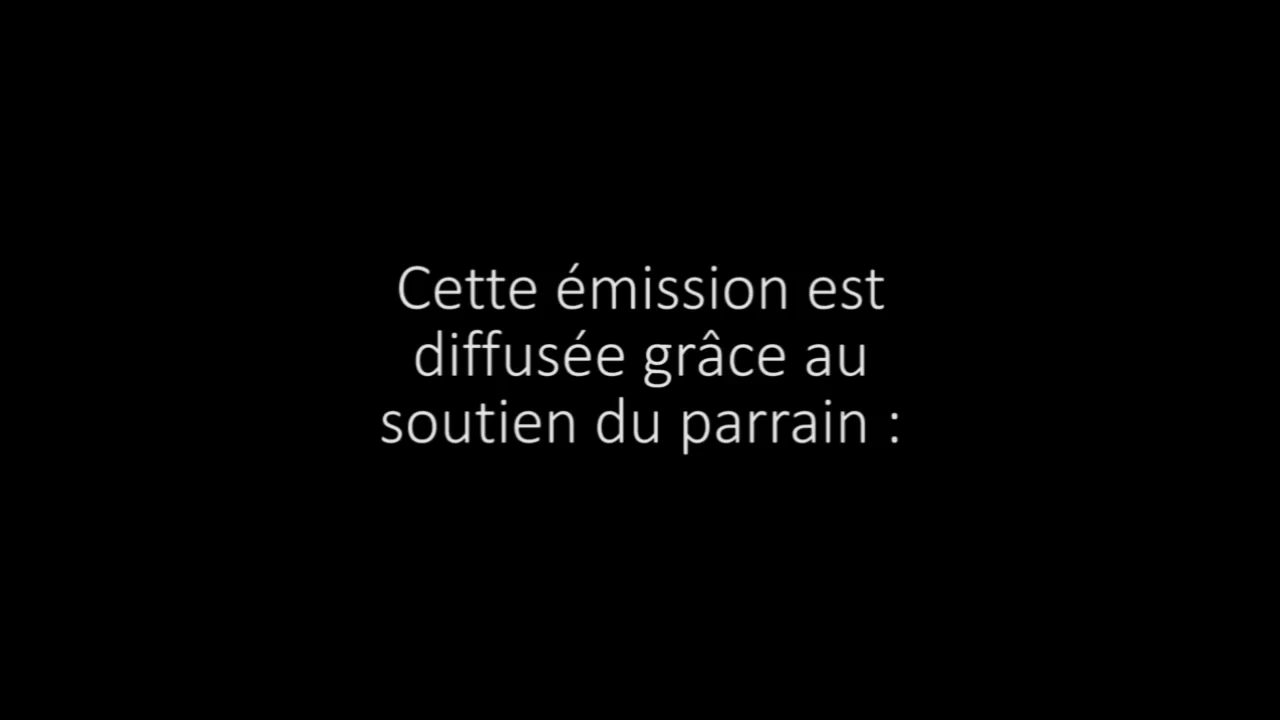 Cette émission est
diffusée grâce au
soutien du parrain :